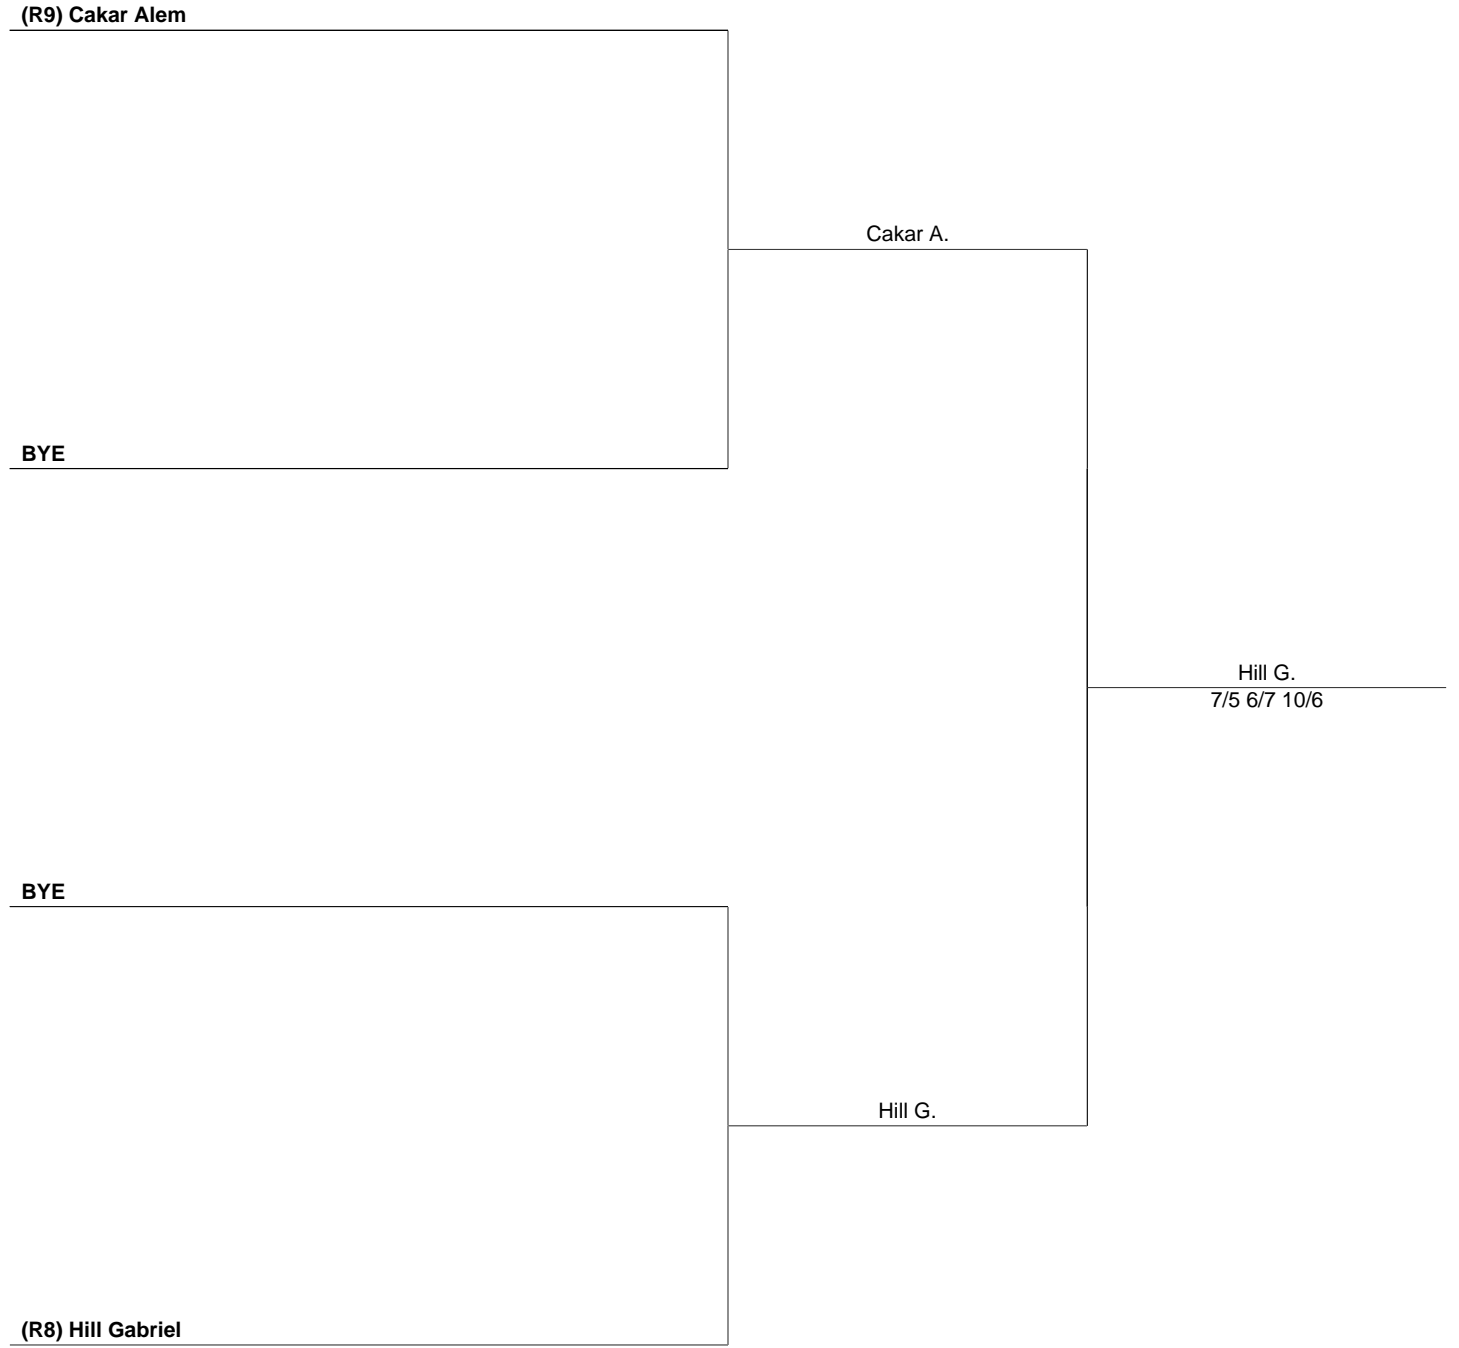 (R9) Cakar Alem
Cakar A.
BYE
Hill G.
7/5 6/7 10/6
BYE
Hill G.
(R8) Hill Gabriel